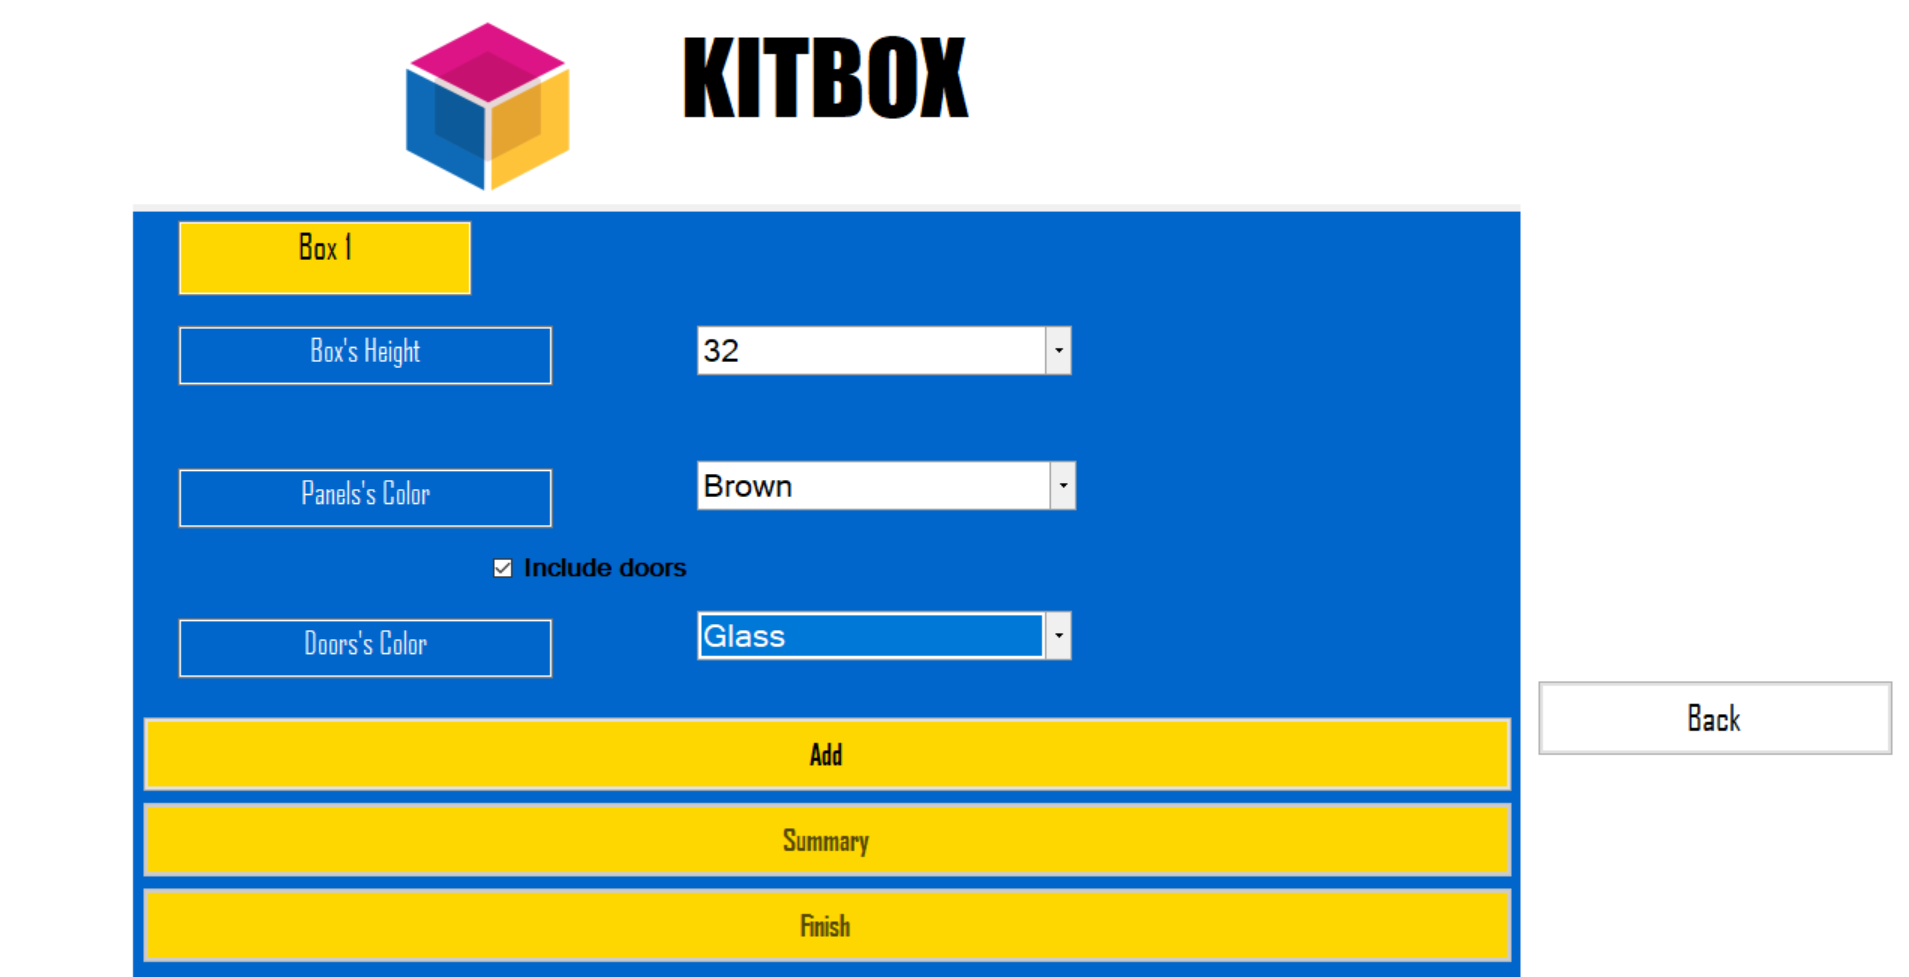 KITBOX
Box 1
Box's Height
32
Panels's Color
Brown
Include doors
Doors's Color
Glass
Back
Add
Summary
Finish